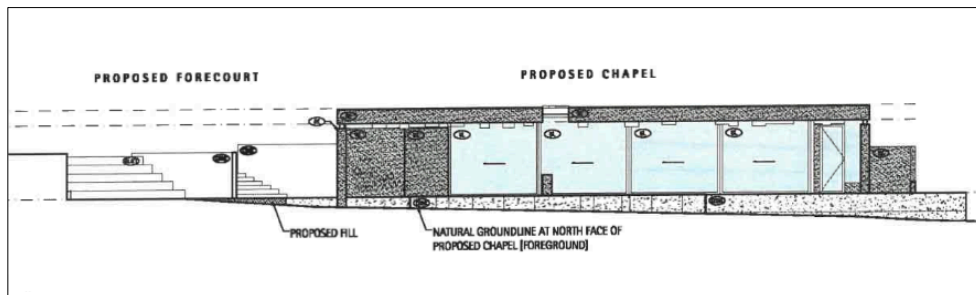 PROPOSED FORECOURT
PROPOSED CHAPEL
PROPOSED FILL
NATURAL GROUNDLINE AT NORTH FACE OF
PROPOSED CHAPEL [FOREGROUND]